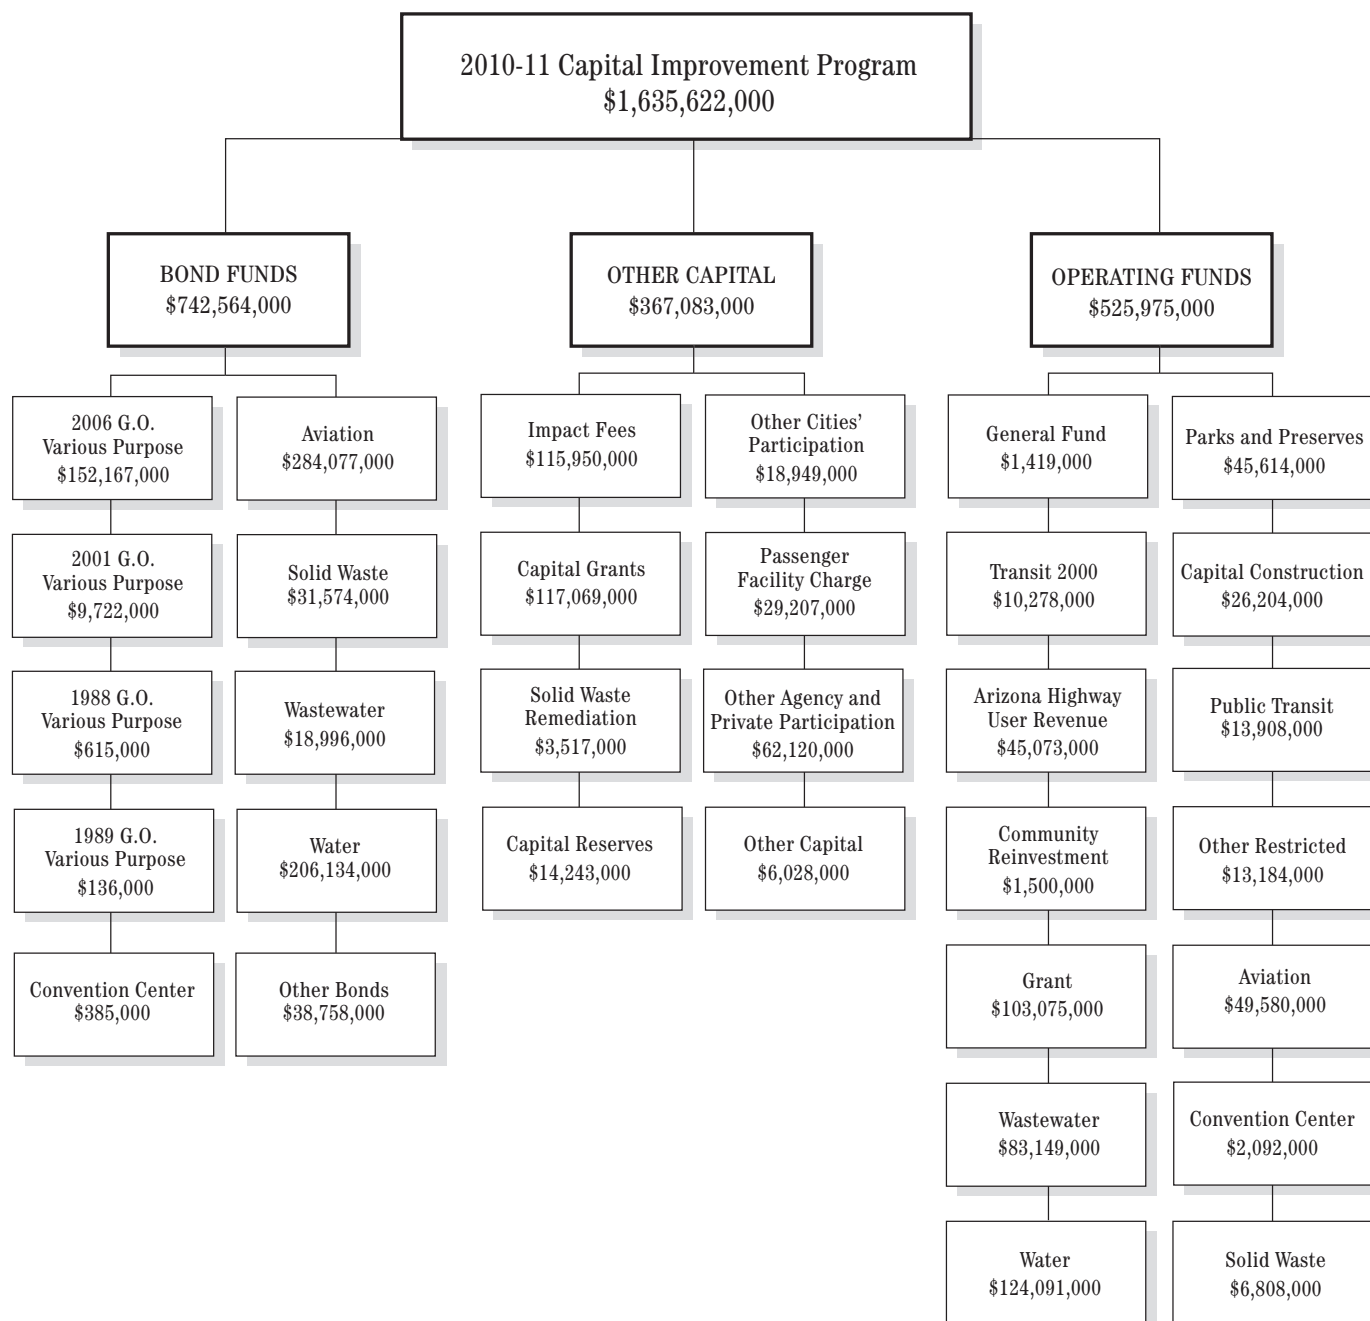 2010-11 Capital Improvement Program
$1,635,622,000
BOND FUNDS
$742,564,000
2006 G.O.
Various Purpose
$152,167,000
2001 G.O.
Various Purpose
$9,722,000
1988 G.O.
Various Purpose
$615,000
1989 G.O.
Various Purpose
$136,000
Convention Center
$385,000
Aviation
$284,077,000
Solid Waste
$31,574,000
Wastewater
$18,996,000
Water
$206,134,000
Other Bonds
$38,758,000
OTHER CAPITAL
$367,083,000
Impact Fees
$115,950,000
Capital Grants
$117,069,000
Solid Waste
Remediation
$3,517,000
Capital Reserves
$14,243,000
Other Cities’
Participation
$18,949,000
Passenger
Facility Charge
$29,207,000
Other Agency and
Private Participation
$62,120,000
Other Capital
$6,028,000
OPERATING FUNDS
$525,975,000
General Fund
$1,419,000
Transit 2000
$10,278,000
Arizona Highway
User Revenue
$45,073,000
Community
Reinvestment
$1,500,000
Grant
$103,075,000
Wastewater
$83,149,000
Water
$124,091,000
Parks and Preserves
$45,614,000
Capital Construction
$26,204,000
Public Transit
$13,908,000
Other Restricted
$13,184,000
Aviation
$49,580,000
Convention Center
$2,092,000
Solid Waste
$6,808,000